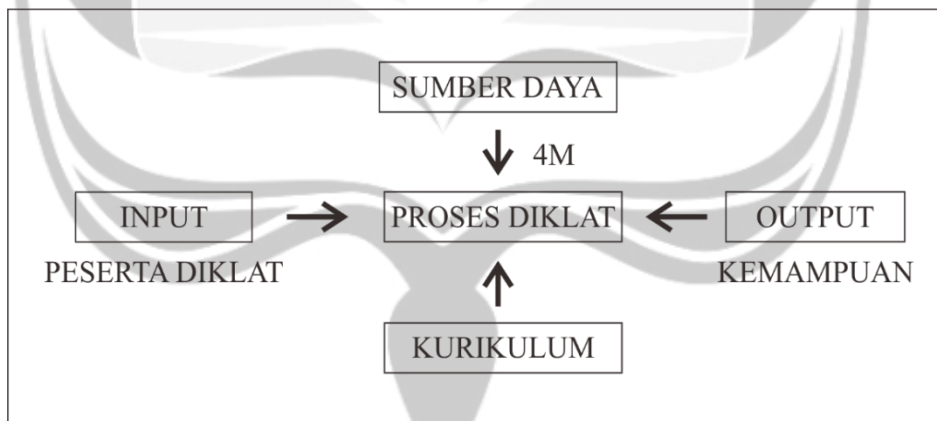 SUMBER DAYA
4M
INPUT
PROSES DIKLAT
OUTPUT
PESERTA DIKLAT
KEMAMPUAN
KURIKULUM